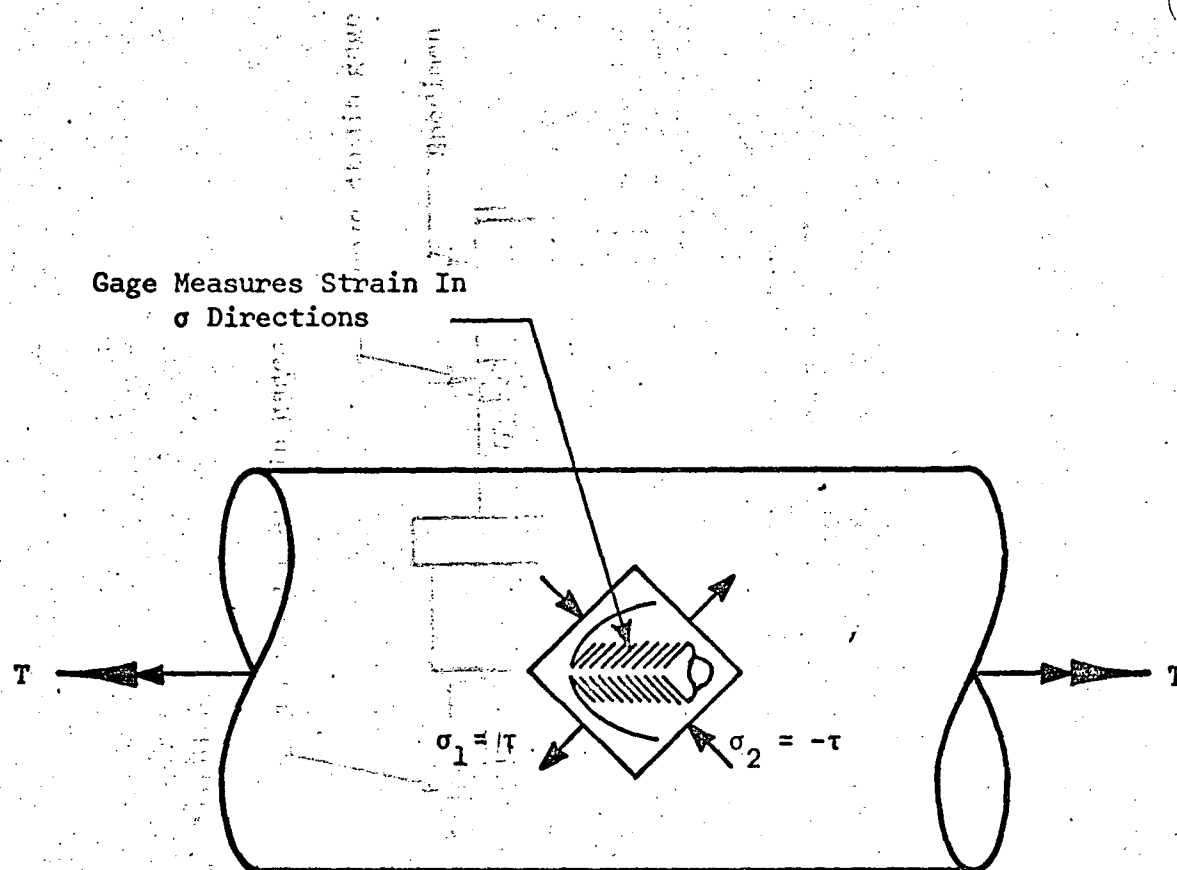 Gage Measures Strain In
σ Directions
T
T
σ₁ = τ
σ₂ = -τ